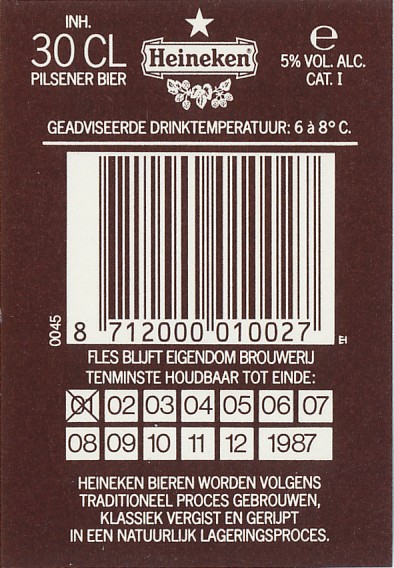 INH.
30 CL
PILSENER BIER
Heineken
℮
5% VOL. ALC.
CAT. I
GEADVISEERDE DRINKTEMPERATUUR: 6 à 8° C.
0045
8 712000 010027
EH
FLES BLIJFT EIGENDOM BROUWERIJ
TENMINSTE HOUDBAAR TOT EINDE:
01 02 03 04 05 06 07
08 09 10 11 12 1987
HEINEKEN BIEREN WORDEN VOLGENS
TRADITIONEEL PROCES GEBROUWEN,
KLASSIEK VERGIST EN GERIJPT
IN EEN NATUURLIJK LAGERINGSPROCES.